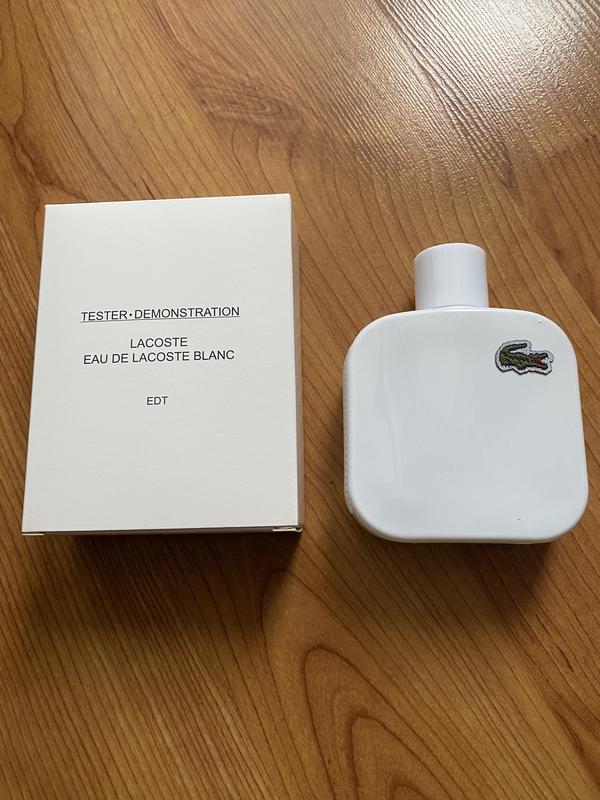 TESTER•DEMONSTRATION
LACOSTE
EAU DE LACOSTE BLANC
EDT